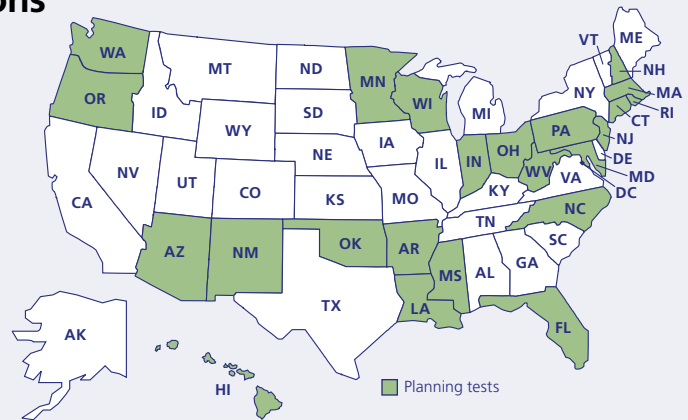 ons
WA
MT
ND
MN
VT
ME
OR
ID
SD
WI
MI
NY
NH
MA
RI
CT
WY
NE
IA
PA
NJ
NV
UT
CO
IL
IN
OH
DE
WV
VA
MD
DC
CA
KS
MO
KY
NC
TN
AZ
NM
OK
AR
SC
TX
MS
AL
GA
LA
AK
FL
HI
Planning tests